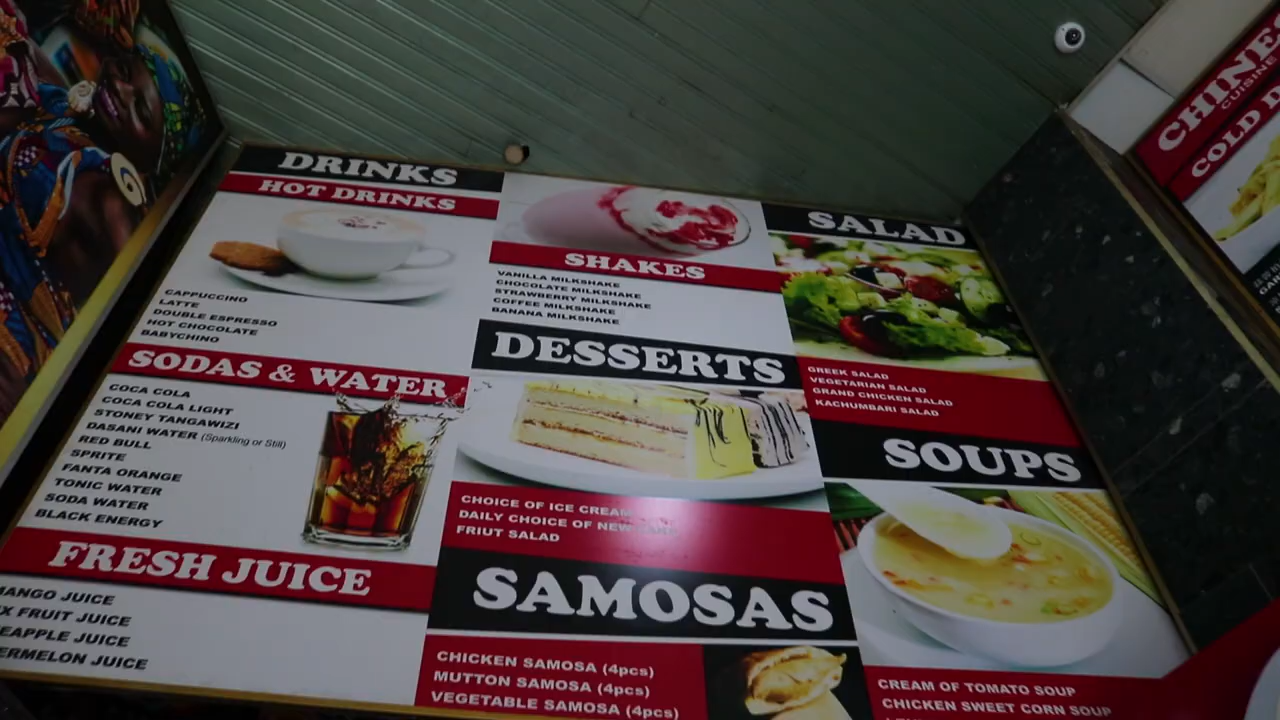 DRINKS
HOT DRINKS
CAPPUCCINO
LATTE
DOUBLE ESPRESSO
HOT CHOCOLATE
BABYCHINO
SODAS & WATER
COCA COLA
COCA COLA LIGHT
STONEY TANGAWIZI
DASANI WATER (Sparkling or Still)
RED BULL
SPRITE
FANTA ORANGE
TONIC WATER
SODA WATER
BLACK ENERGY
FRESH JUICE
MANGO JUICE
X FRUIT JUICE
EAPPLE JUICE
ERMELON JUICE
SHAKES
VANILLA MILKSHAKE
CHOCOLATE MILKSHAKE
STRAWBERRY MILKSHAKE
COFFEE MILKSHAKE
BANANA MILKSHAKE
DESSERTS
CHOICE OF ICE CREAM
DAILY CHOICE OF NEW
FRIUT SALAD
SAMOSAS
CHICKEN SAMOSA (4pcs)
MUTTON SAMOSA (4pcs)
VEGETABLE SAMOSA (4pcs)
SALAD
GREEK SALAD
VEGETARIAN SALAD
GRAND CHICKEN SALAD
KACHUMBARI SALAD
SOUPS
CREAM OF TOMATO SOUP
CHICKEN SWEET CORN SOUP
CHINES
CUISINE
COLD D